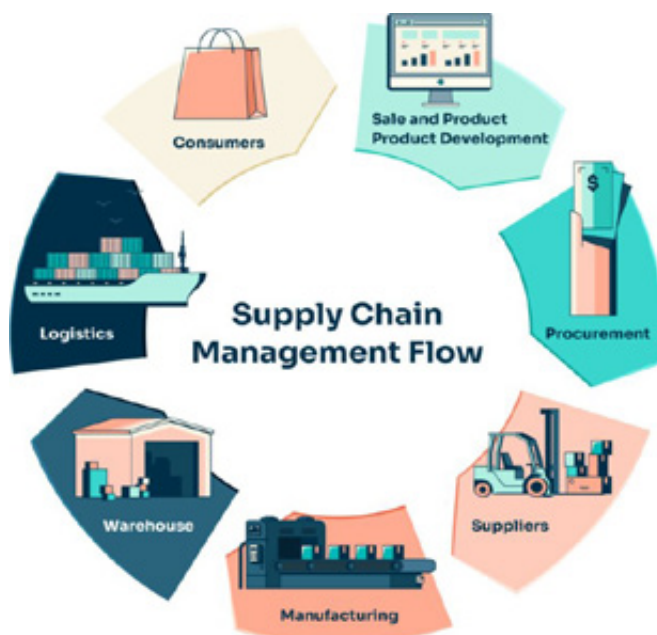 Consumers
Sale and Product
Product Development
$
Logistics
Supply Chain
Management Flow
Procurement
Warehouse
Suppliers
Manufacturing